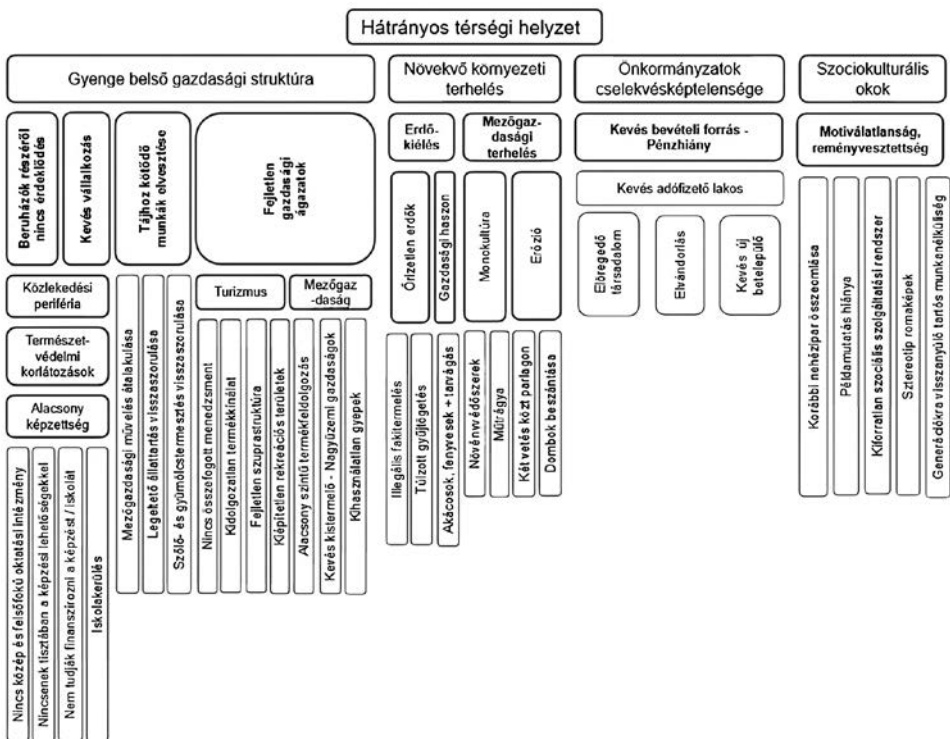 Hátrányos térségi helyzet
Gyenge belső gazdasági struktúra
Növekvő környezeti
terhelés
Önkormányzatok
cselekvésképtelensége
Szociokulturális
okok
Beruházók részéről
nincs érdeklődés
Kevés vállalkozás
Tájhoz kötődő
munkák elvesztése
Fejletlen
gazdasági
ágazatok
Erdő-
kiélés
Mezőgaz-
dasági
terhelés
Kevés bevételi forrás -
Pénzhiány
Motiválatlanság,
reményvesztettség
Közlekedési
periféria
Természet-
védelmi
korlátozások
Alacsony
képzettség
Turizmus
Mezőgaz
-daság
Őrizetlen erdők
Gazdasági haszon
Monokultúra
Erózió
Kevés adófizető lakos
Elöregedő
társadalom
Elvándorlás
Kevés új
betelepülő
Nincs közép és felsőfokú oktatási intézmény
Nincsenek tisztában a képzési lehetőségekkel
Nem tudják finanszírozni a képzést / iskolát
Iskolakerülés
Mezőgazdasági művelés átalakulása
Legeltető állattartás visszaszorulása
Szőlő- és gyümölcstermesztés visszaszorulása
Nincs összefogott menedzsment
Kidolgozatlan termékkínálat
Fejletlen szuprastruktúra
Kiépítetlen rekreációs területek
Alacsony szintű termékfeldolgozás
Kevés kistermelő - Nagyüzemi gazdaságok
Kihasználatlan gyepek
Illegális fakitermelés
Túlzott gyűjtögetés
Akácosok, fenyvesek + tarvágás
Növényvédőszerek
Műtrágya
Két vetés közt parlagon
Dombok beszántása
Korábbi nehézipar összeomlása
Példamutatás hiánya
Kiforratlan szociális szolgáltatási rendszer
Sztereotip romaképek
Generációkra visszanyúló tartós munkanélküliség